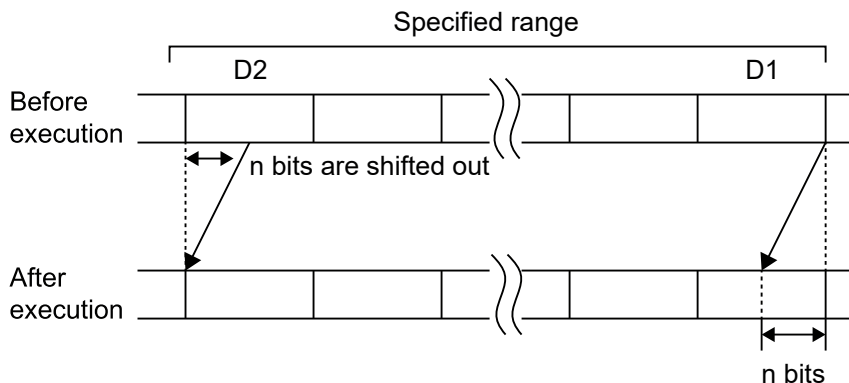 Specified range
D2
D1
Before
execution
n bits are shifted out
After
execution
n bits